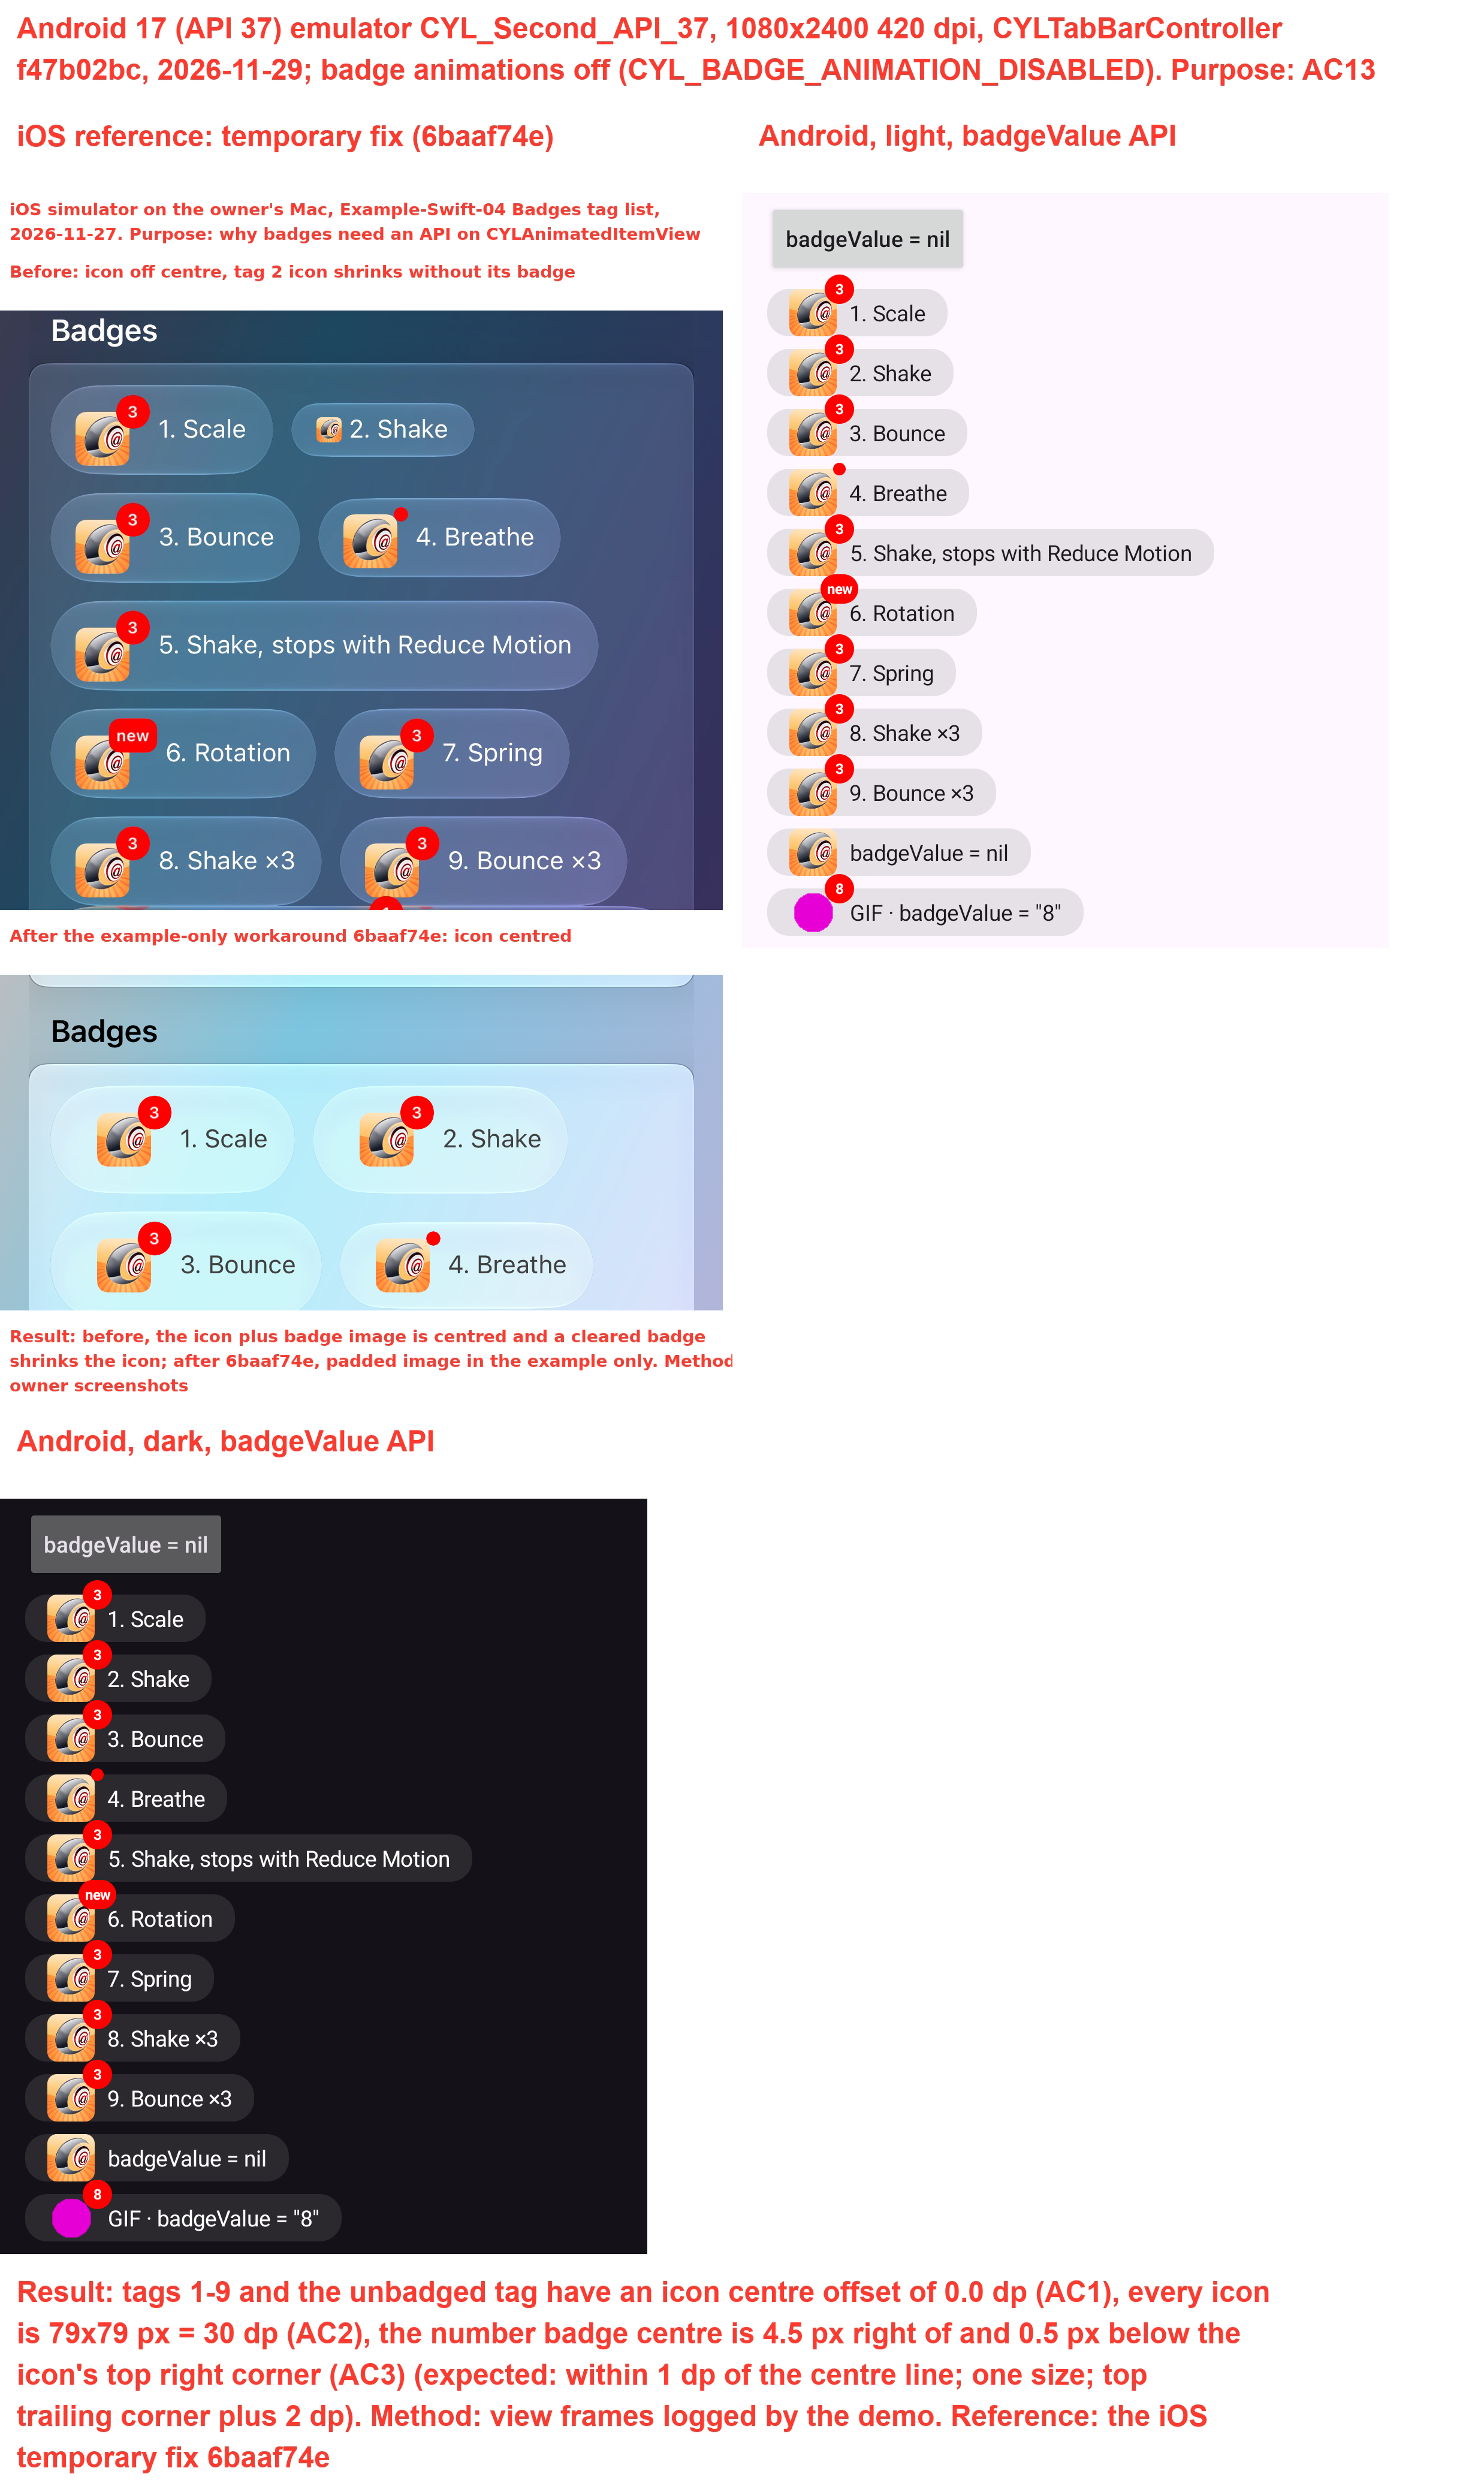 Android 17 (API 37) emulator CYL_Second_API_37, 1080x2400 420 dpi, CYLTabBarController
f47b02bc, 2026-11-29; badge animations off (CYL_BADGE_ANIMATION_DISABLED). Purpose: AC13
iOS reference: temporary fix (6baaf74e)
iOS simulator on the owner's Mac, Example-Swift-04 Badges tag list,
2026-11-27. Purpose: why badges need an API on CYLAnimatedItemView
Before: icon off centre, tag 2 icon shrinks without its badge
Badges
3
1. Scale
2. Shake
3
3. Bounce
4. Breathe
3
5. Shake, stops with Reduce Motion
new
6. Rotation
3
7. Spring
3
8. Shake ×3
3
9. Bounce ×3
After the example-only workaround 6baaf74e: icon centred
Badges
3
1. Scale
3
2. Shake
3
3. Bounce
4. Breathe
Result: before, the icon plus badge image is centred and a cleared badge
shrinks the icon; after 6baaf74e, padded image in the example only. Method
owner screenshots
Android, light, badgeValue API
badgeValue = nil
3
1. Scale
3
2. Shake
3
3. Bounce
4. Breathe
3
5. Shake, stops with Reduce Motion
new
6. Rotation
3
7. Spring
3
8. Shake ×3
3
9. Bounce ×3
badgeValue = nil
8
GIF · badgeValue = "8"
Android, dark, badgeValue API
badgeValue = nil
3
1. Scale
3
2. Shake
3
3. Bounce
4. Breathe
3
5. Shake, stops with Reduce Motion
new
6. Rotation
3
7. Spring
3
8. Shake ×3
3
9. Bounce ×3
badgeValue = nil
8
GIF · badgeValue = "8"
Result: tags 1-9 and the unbadged tag have an icon centre offset of 0.0 dp (AC1), every icon
is 79x79 px = 30 dp (AC2), the number badge centre is 4.5 px right of and 0.5 px below the
icon's top right corner (AC3) (expected: within 1 dp of the centre line; one size; top
trailing corner plus 2 dp). Method: view frames logged by the demo. Reference: the iOS
temporary fix 6baaf74e